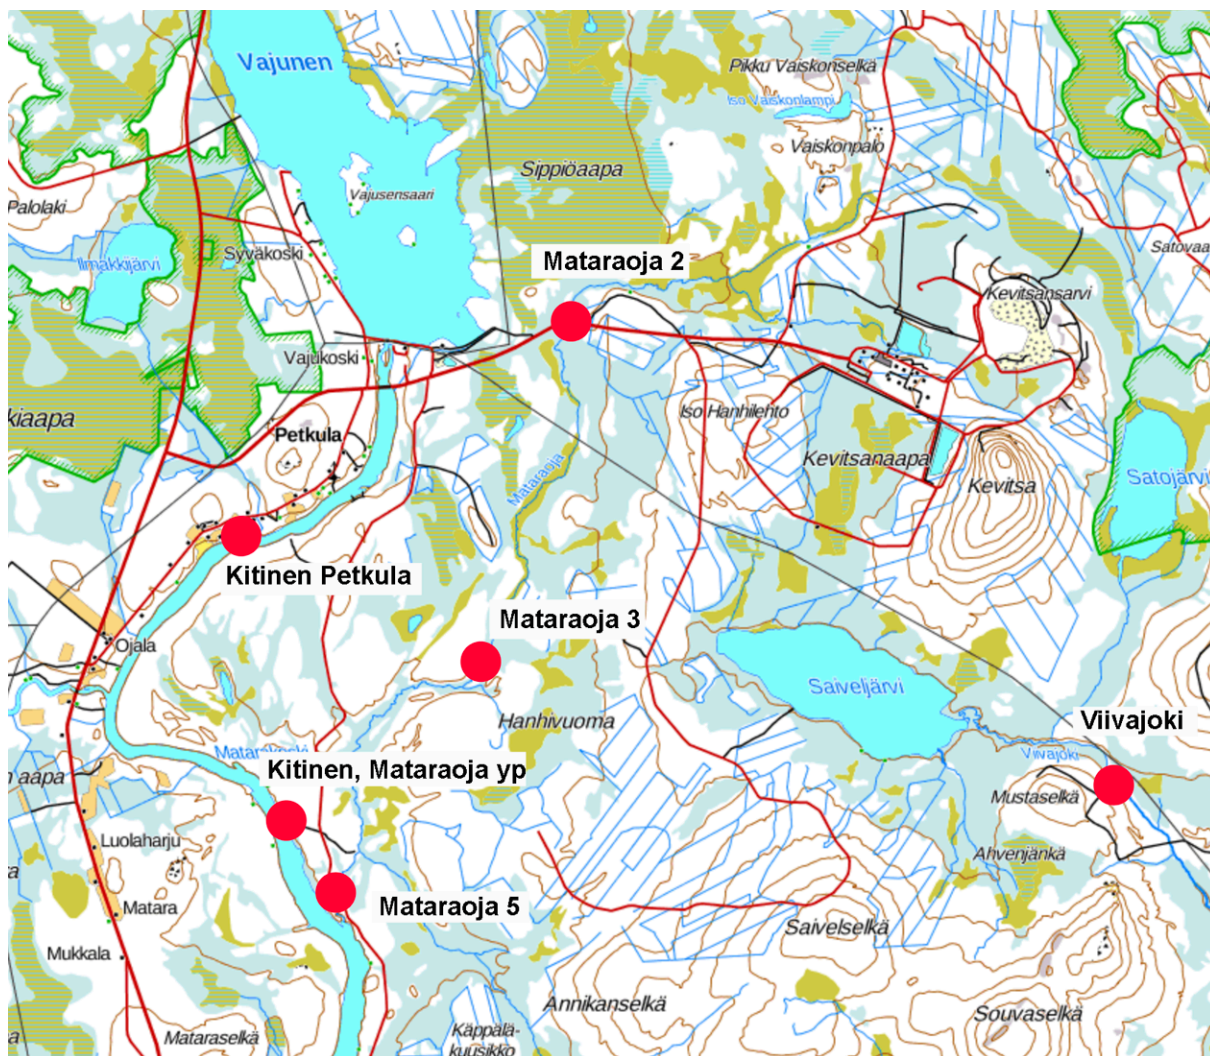 Vajunen
Pikku Vaiskonselkä
Iso Vaiskonlampi
Vaiskonpalo
Sippiöaapa
Vajusensaari
Palolaki
Syväkoski
Ilmakkijärvi
Satovaa
Mataraoja 2
Kevitsansarvi
Vajukoski
Iso Hanhilehto
kiaapa
Petkula
Kevitsanaapa
Kevitsa
Satojärvi
Mataraoja
Kitinen Petkula
Mataraoja 3
Ojala
Saiveljärvi
Hanhivuoma
Viivajoki
Matarakoski
Viivajoki
Kitinen, Mataraoja yp
n aapa
Mustaselkä
Luolaharju
Ahvenjänkä
a
Mataraoja 5
Matara
Saivelselkä
Mukkala
Annikanselkä
Souvaselkä
Mataraselkä
Käppälä-
kuusikko
a